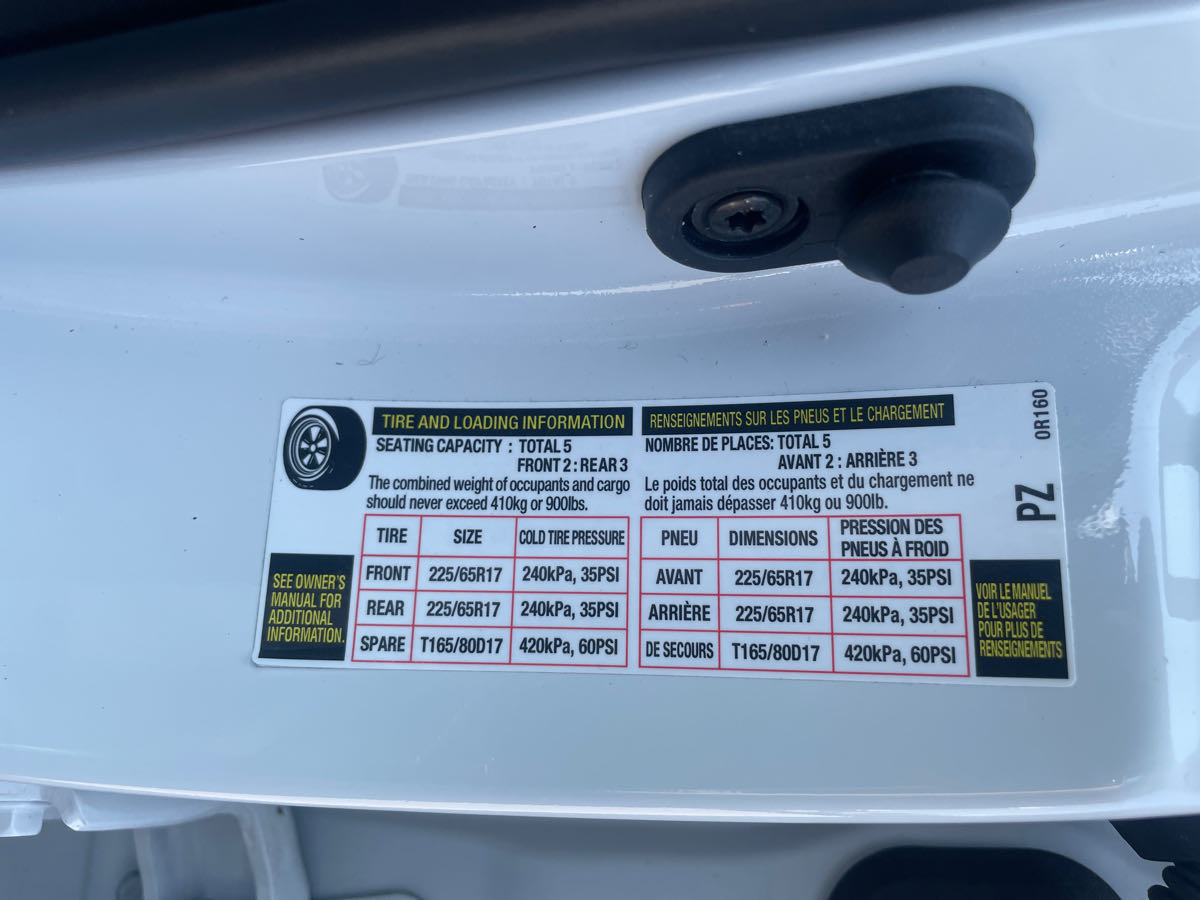 TIRE AND LOADING INFORMATION
SEATING CAPACITY : TOTAL 5
FRONT 2 : REAR 3
The combined weight of occupants and cargo
should never exceed 410kg or 900lbs.
TIRE SIZE COLD TIRE PRESSURE
FRONT 225/65R17 240kPa, 35PSI
REAR 225/65R17 240kPa, 35PSI
SPARE T165/80D17 420kPa, 60PSI
SEE OWNER'S
MANUAL FOR
ADDITIONAL
INFORMATION.
RENSEIGNEMENTS SUR LES PNEUS ET LE CHARGEMENT
NOMBRE DE PLACES: TOTAL 5
AVANT 2 : ARRIÈRE 3
Le poids total des occupants et du chargement ne
doit jamais dépasser 410kg ou 900lb.
PNEU DIMENSIONS PRESSION DES
PNEUS À FROID
AVANT 225/65R17 240kPa, 35PSI
ARRIÈRE 225/65R17 240kPa, 35PSI
DE SECOURS T165/80D17 420kPa, 60PSI
VOIR LE MANUEL
DE L'USAGER
POUR PLUS DE
RENSEIGNEMENTS
0R160
PZ